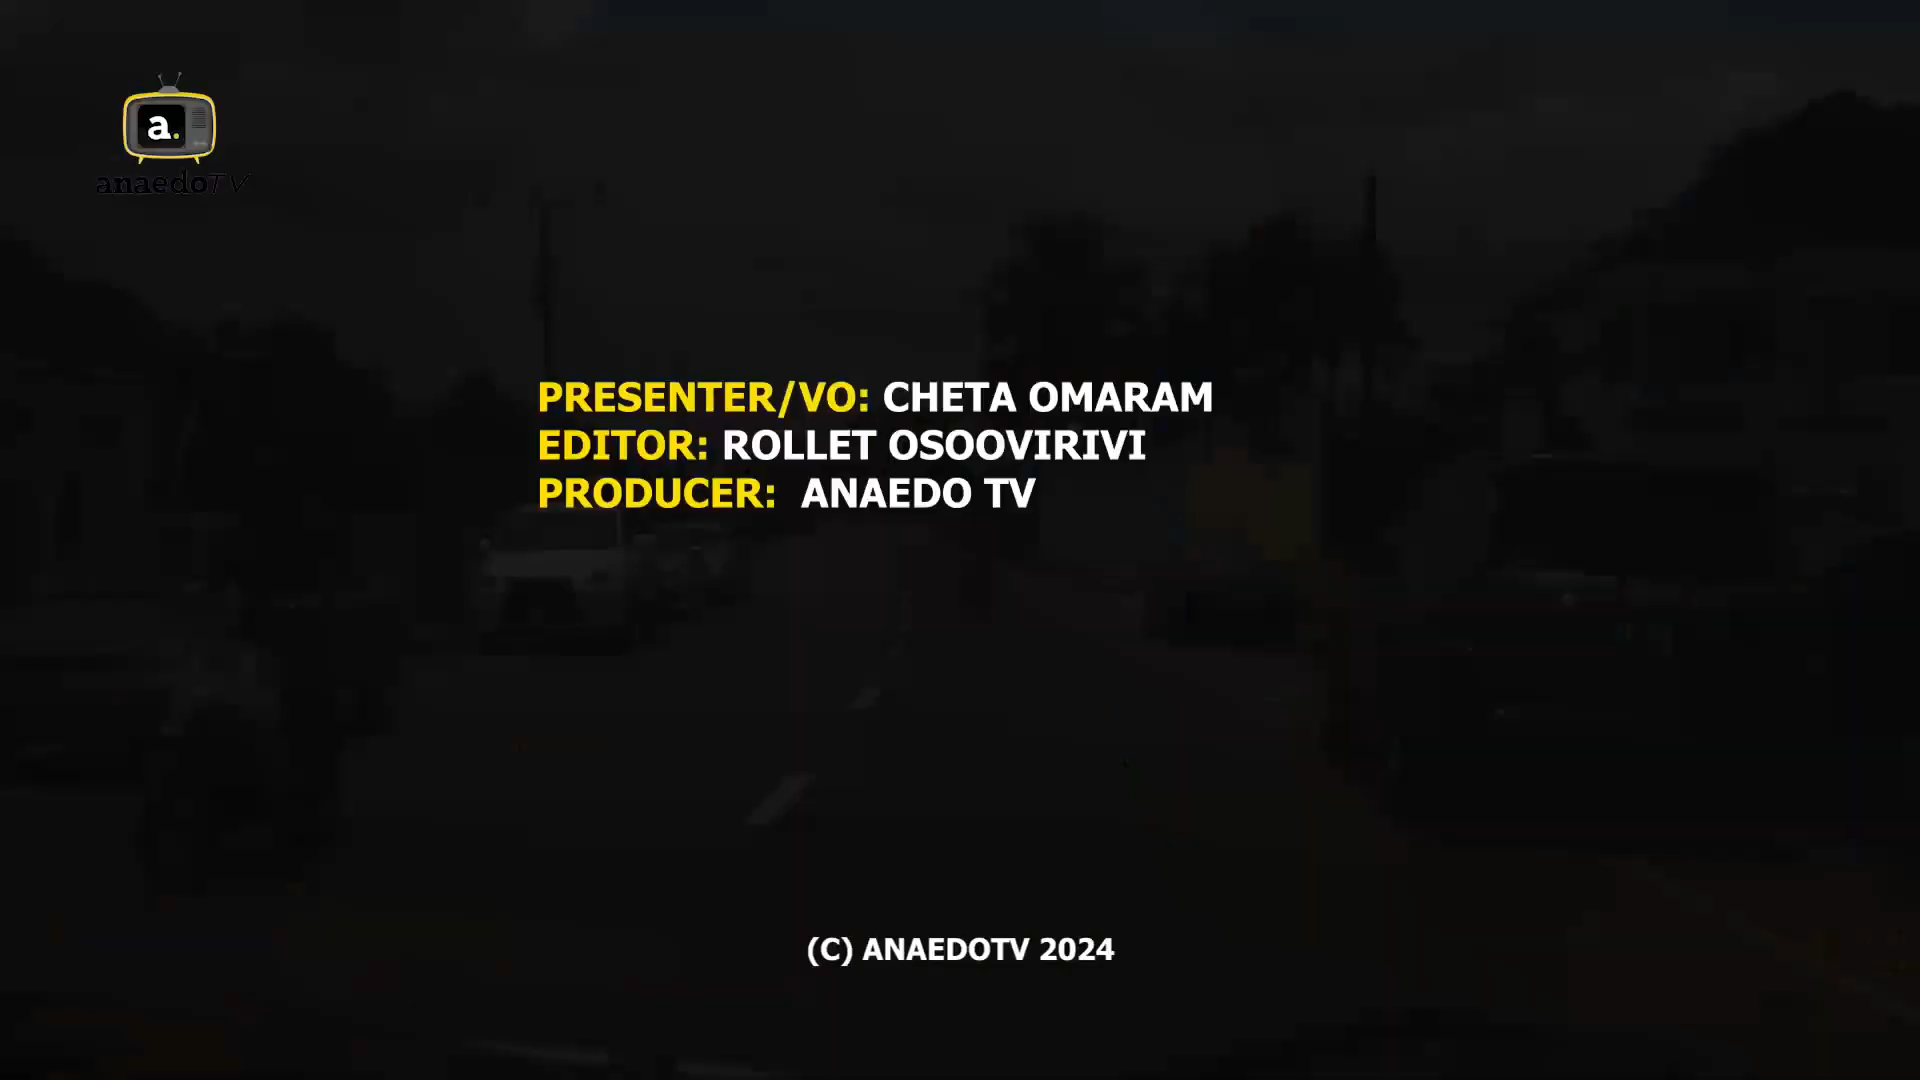 a.
anaedoTV
PRESENTER/VO: CHETA OMARAM
EDITOR: ROLLET OSOOVIRIVI
PRODUCER: ANAEDO TV
(C) ANAEDOTV 2024